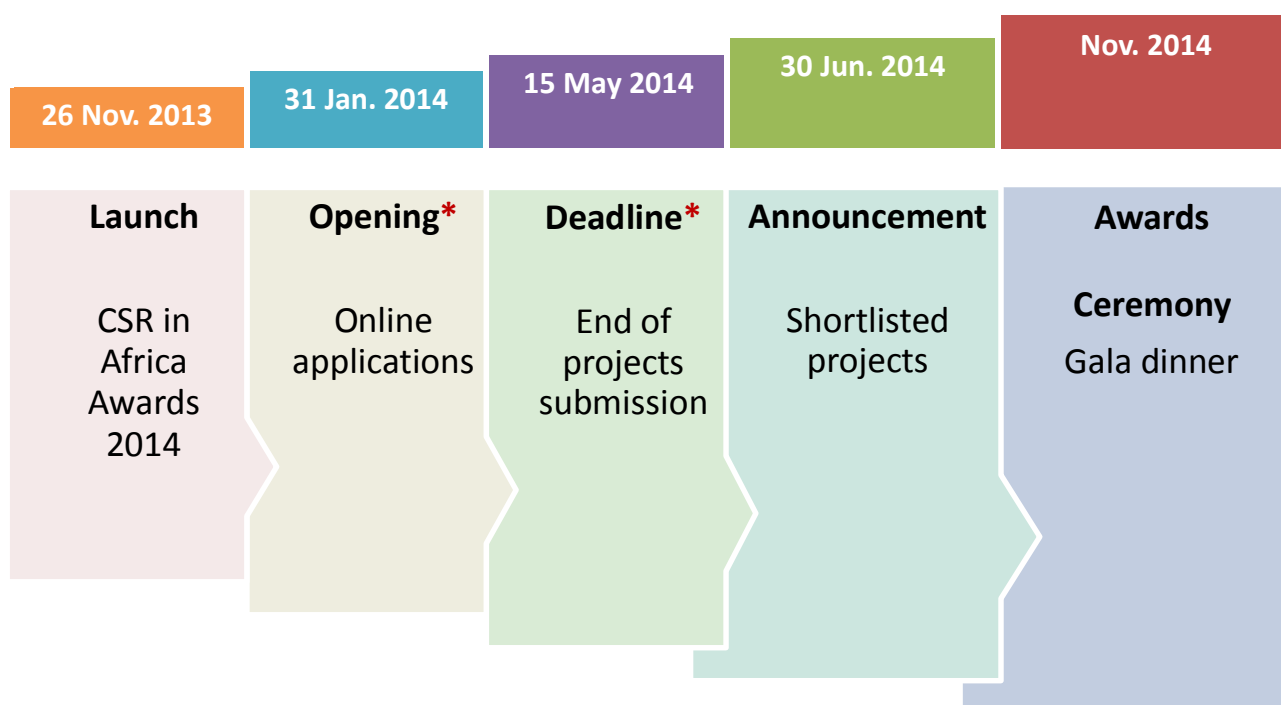 26 Nov. 2013
31 Jan. 2014
15 May 2014
30 Jun. 2014
Nov. 2014
Launch
CSR in
Africa
Awards
2014
Opening*
Online
applications
Deadline*
End of
projects
submission
Announcement
Shortlisted
projects
Awards
Ceremony
Gala dinner